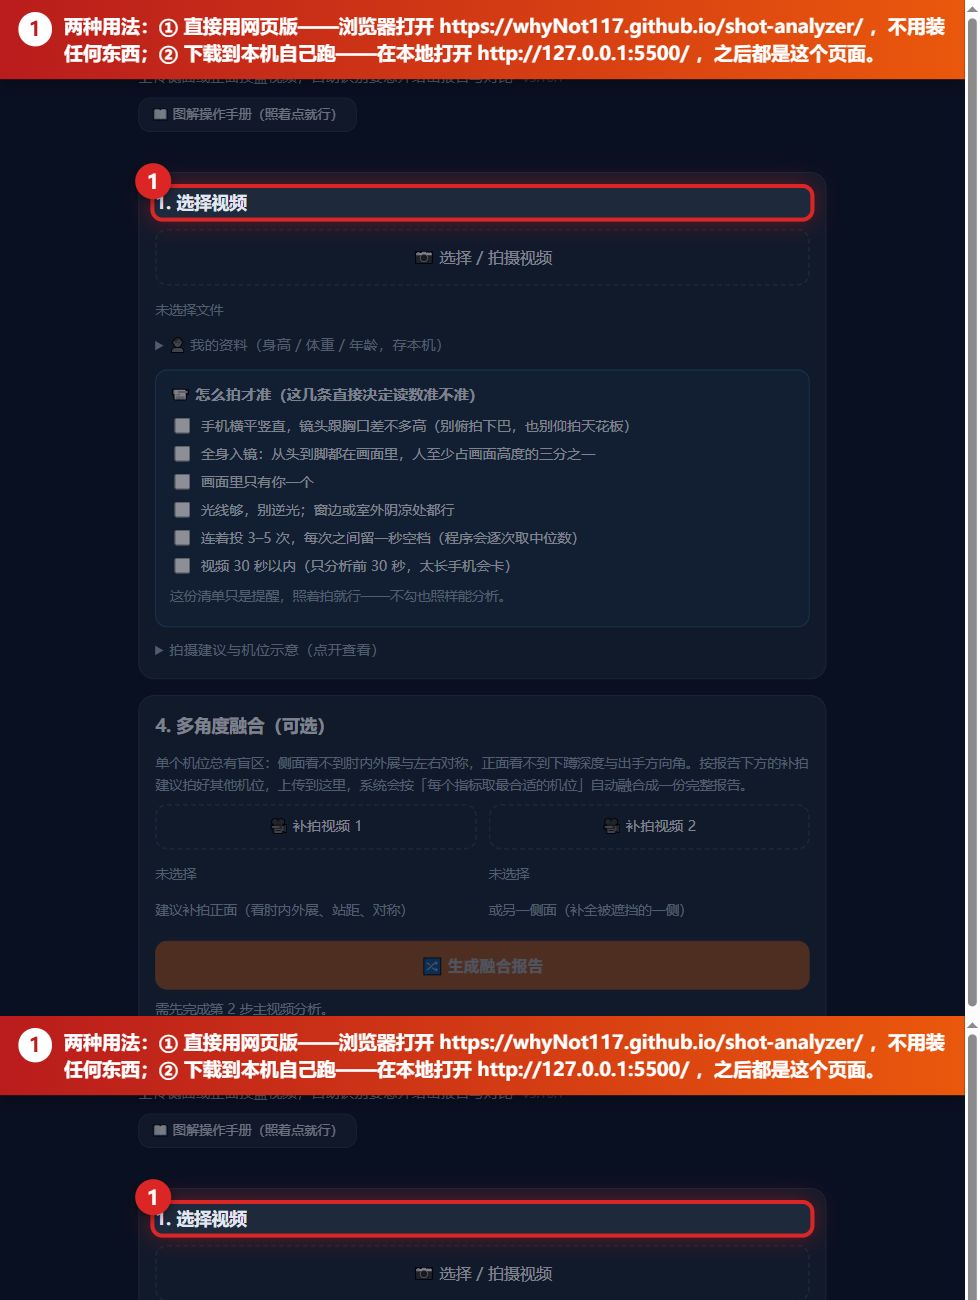 1 两种用法：① 直接用网页版——浏览器打开 https://whyNot117.github.io/shot-analyzer/ ，不用装
任何东西；② 下载到本机自己跑——在本地打开 http://127.0.0.1:5500/ ，之后都是这个页面。
图解操作手册（照着点就行）
1
1. 选择视频
选择 / 拍摄视频
未选择文件
我的资料（身高 / 体重 / 年龄，存本机）
怎么拍才准（这几条直接决定读数准不准）
手机横平竖直，镜头跟胸口差不多高（别俯拍下巴，也别仰拍天花板）
全身入镜：从头到脚都在画面里，人至少占画面高度的三分之一
画面里只有你一个
光线够，别逆光；窗边或室外阴凉处都行
连着投 3–5 次，每次之间留一秒空档（程序会逐次取中位数）
视频 30 秒以内（只分析前 30 秒，太长手机会卡）
这份清单只是提醒，照着拍就行——不勾也照样能分析。
拍摄建议与机位示意（点开查看）
4. 多角度融合（可选）
单个机位总有盲区：侧面看不到肘内外展与左右对称，正面看不到下蹲深度与出手方向角。按报告下方的补拍
建议拍好其他机位，上传到这里，系统会按「每个指标取最合适的机位」自动融合成一份完整报告。
补拍视频 1
补拍视频 2
未选择
未选择
建议补拍正面（看肘内外展、站距、对称）
或另一侧面（补全被遮挡的一侧）
生成融合报告
需先完成第 2 步主视频分析。
1 两种用法：① 直接用网页版——浏览器打开 https://whyNot117.github.io/shot-analyzer/ ，不用装
任何东西；② 下载到本机自己跑——在本地打开 http://127.0.0.1:5500/ ，之后都是这个页面。
图解操作手册（照着点就行）
1
1. 选择视频
选择 / 拍摄视频